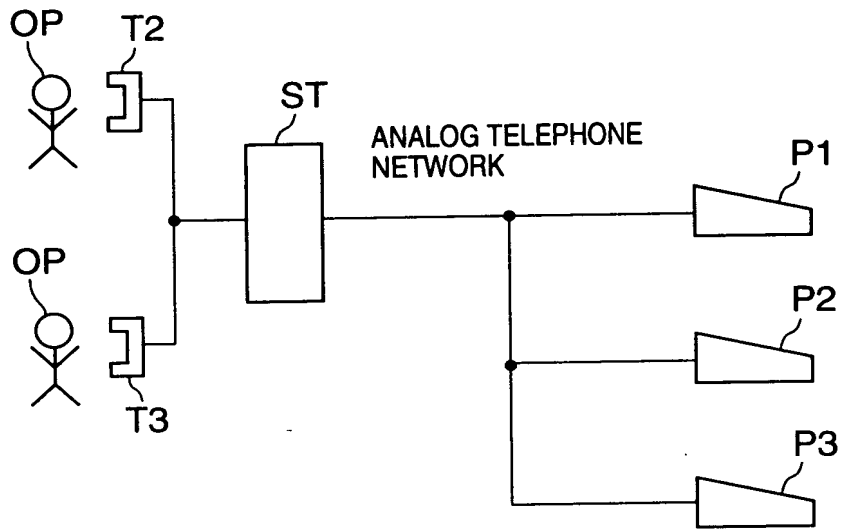 OP
T2
ST
ANALOG TELEPHONE
NETWORK
P1
OP
T3
P2
P3